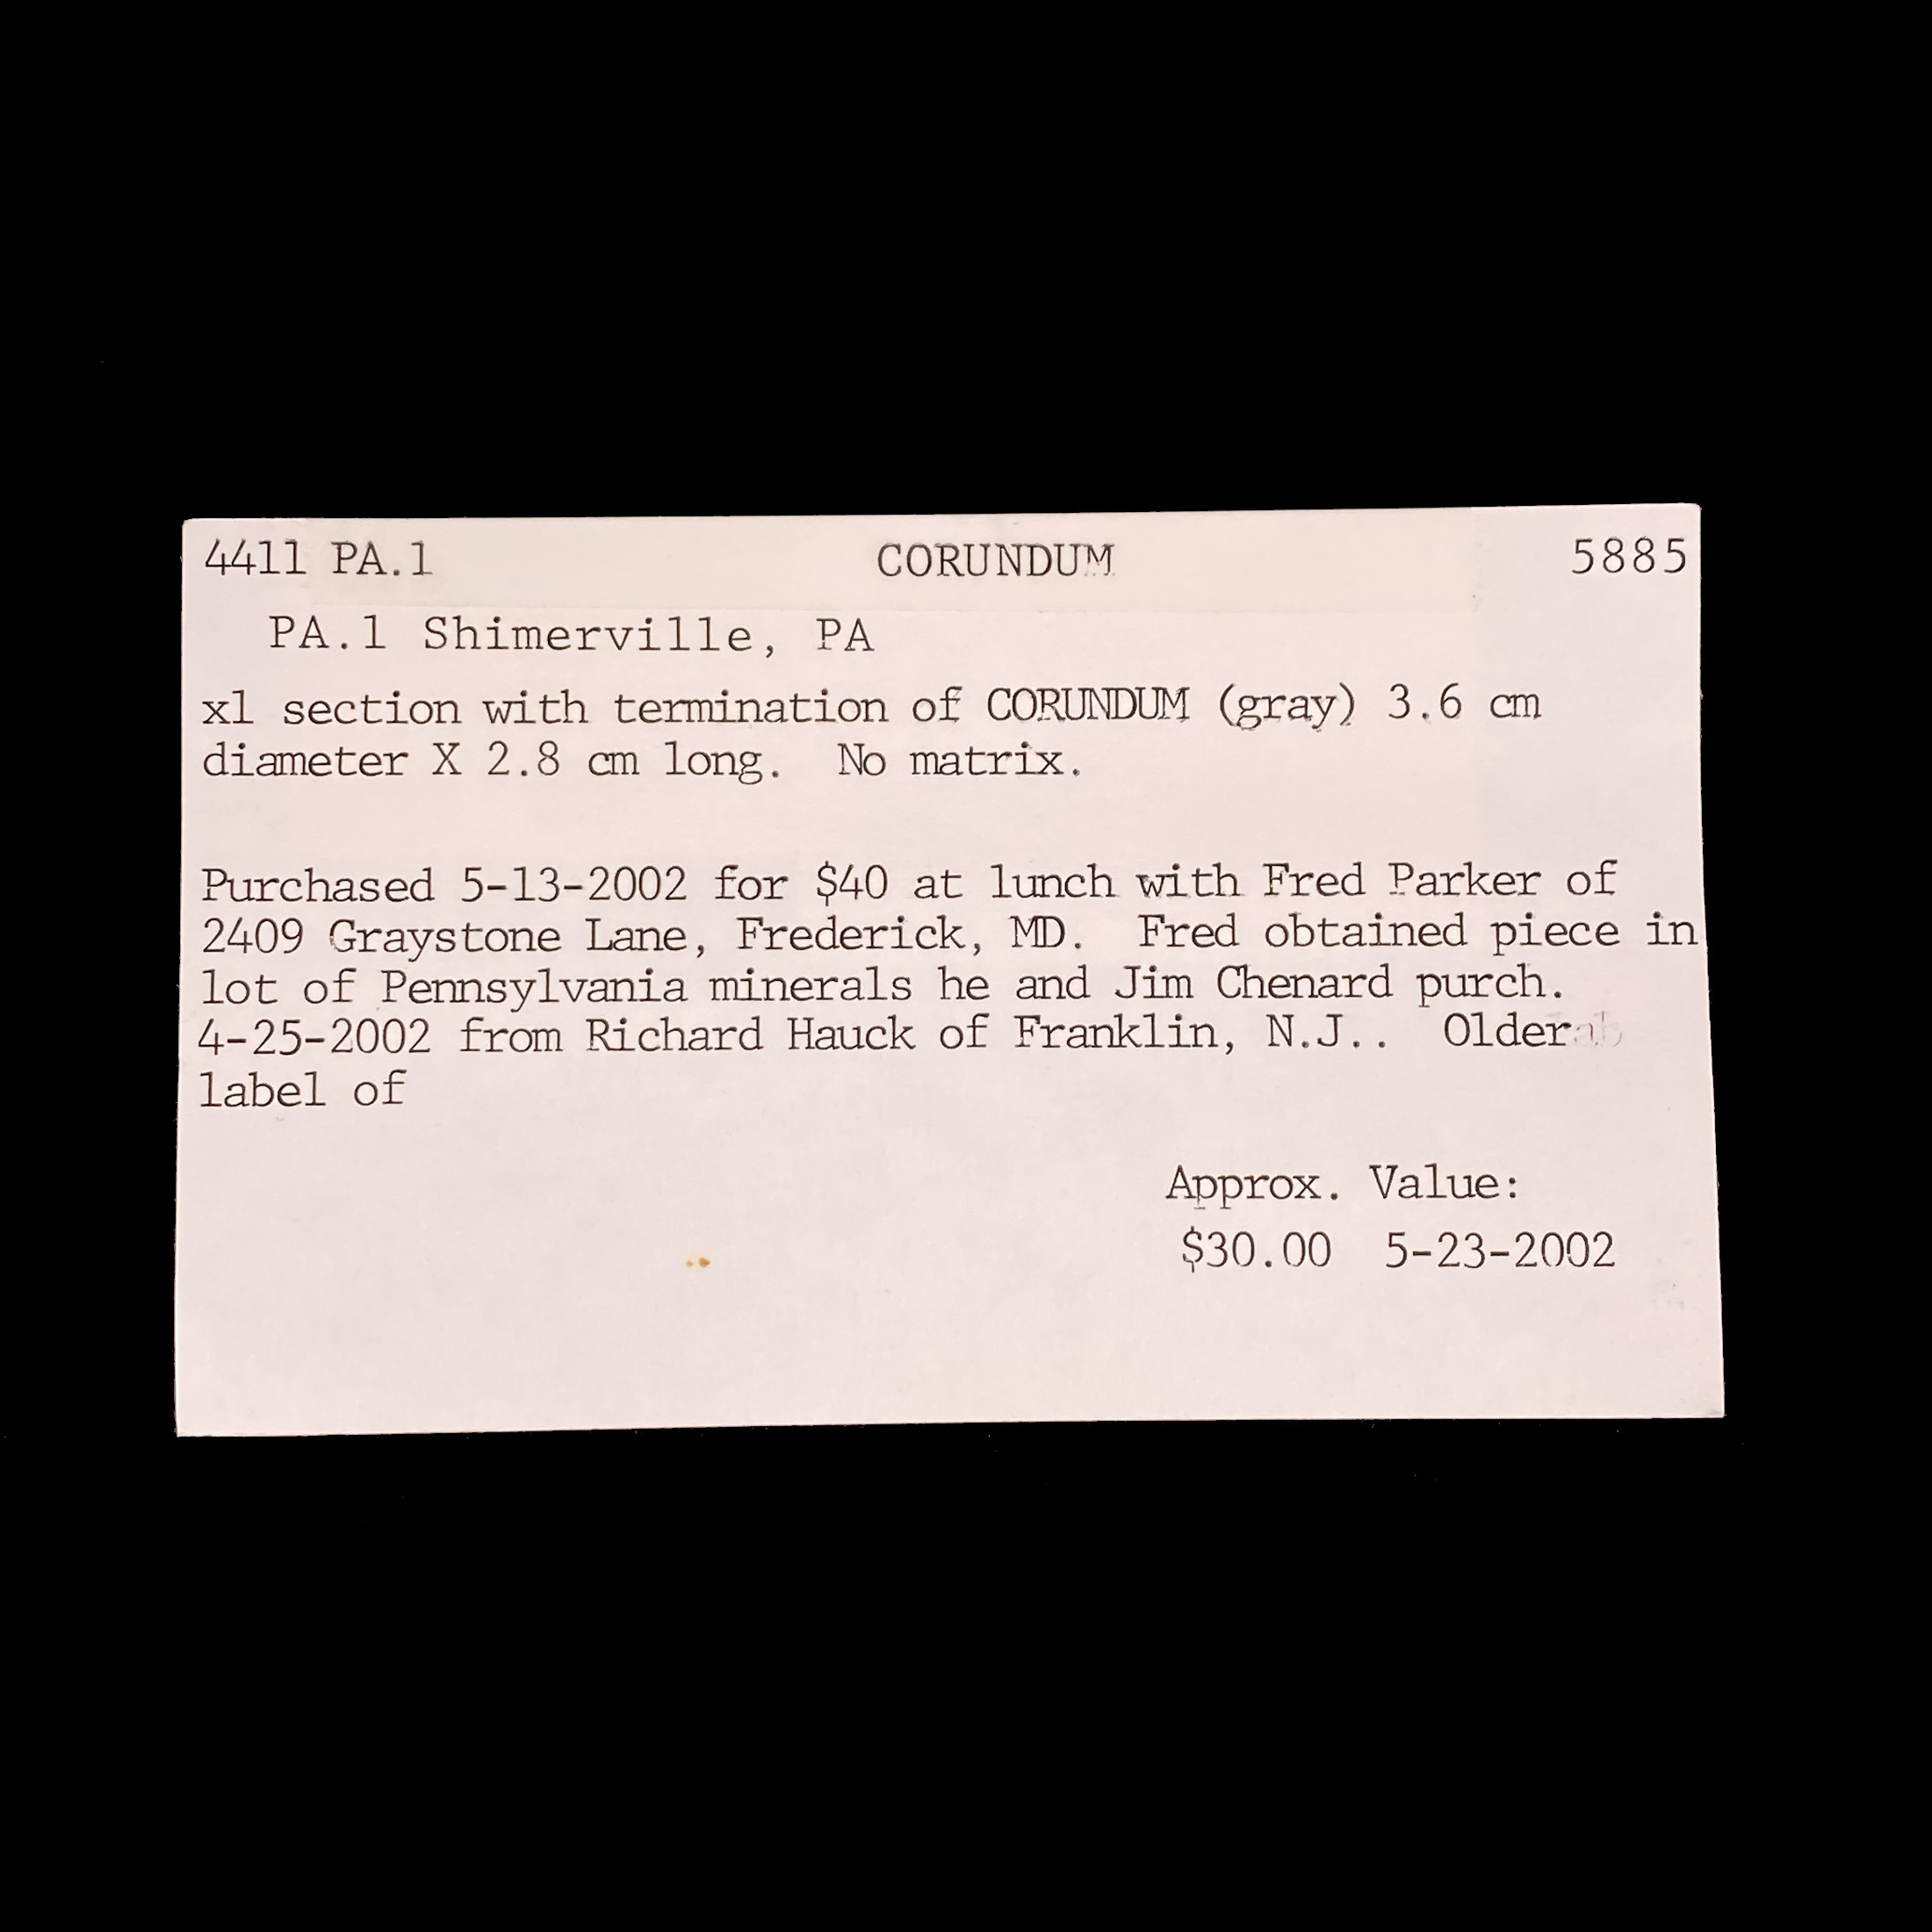 4411 PA.1 CORUNDUM 5885
PA.1 Shimerville, PA
xl section with termination of CORUNDUM (gray) 3.6 cm
diameter X 2.8 cm long. No matrix.
Purchased 5-13-2002 for $40 at lunch with Fred Parker of
2409 Graystone Lane, Frederick, MD. Fred obtained piece in
lot of Pennsylvania minerals he and Jim Chenard purch.
4-25-2002 from Richard Hauck of Franklin, N.J.. Older
label of
Approx. Value:
$30.00 5-23-2002